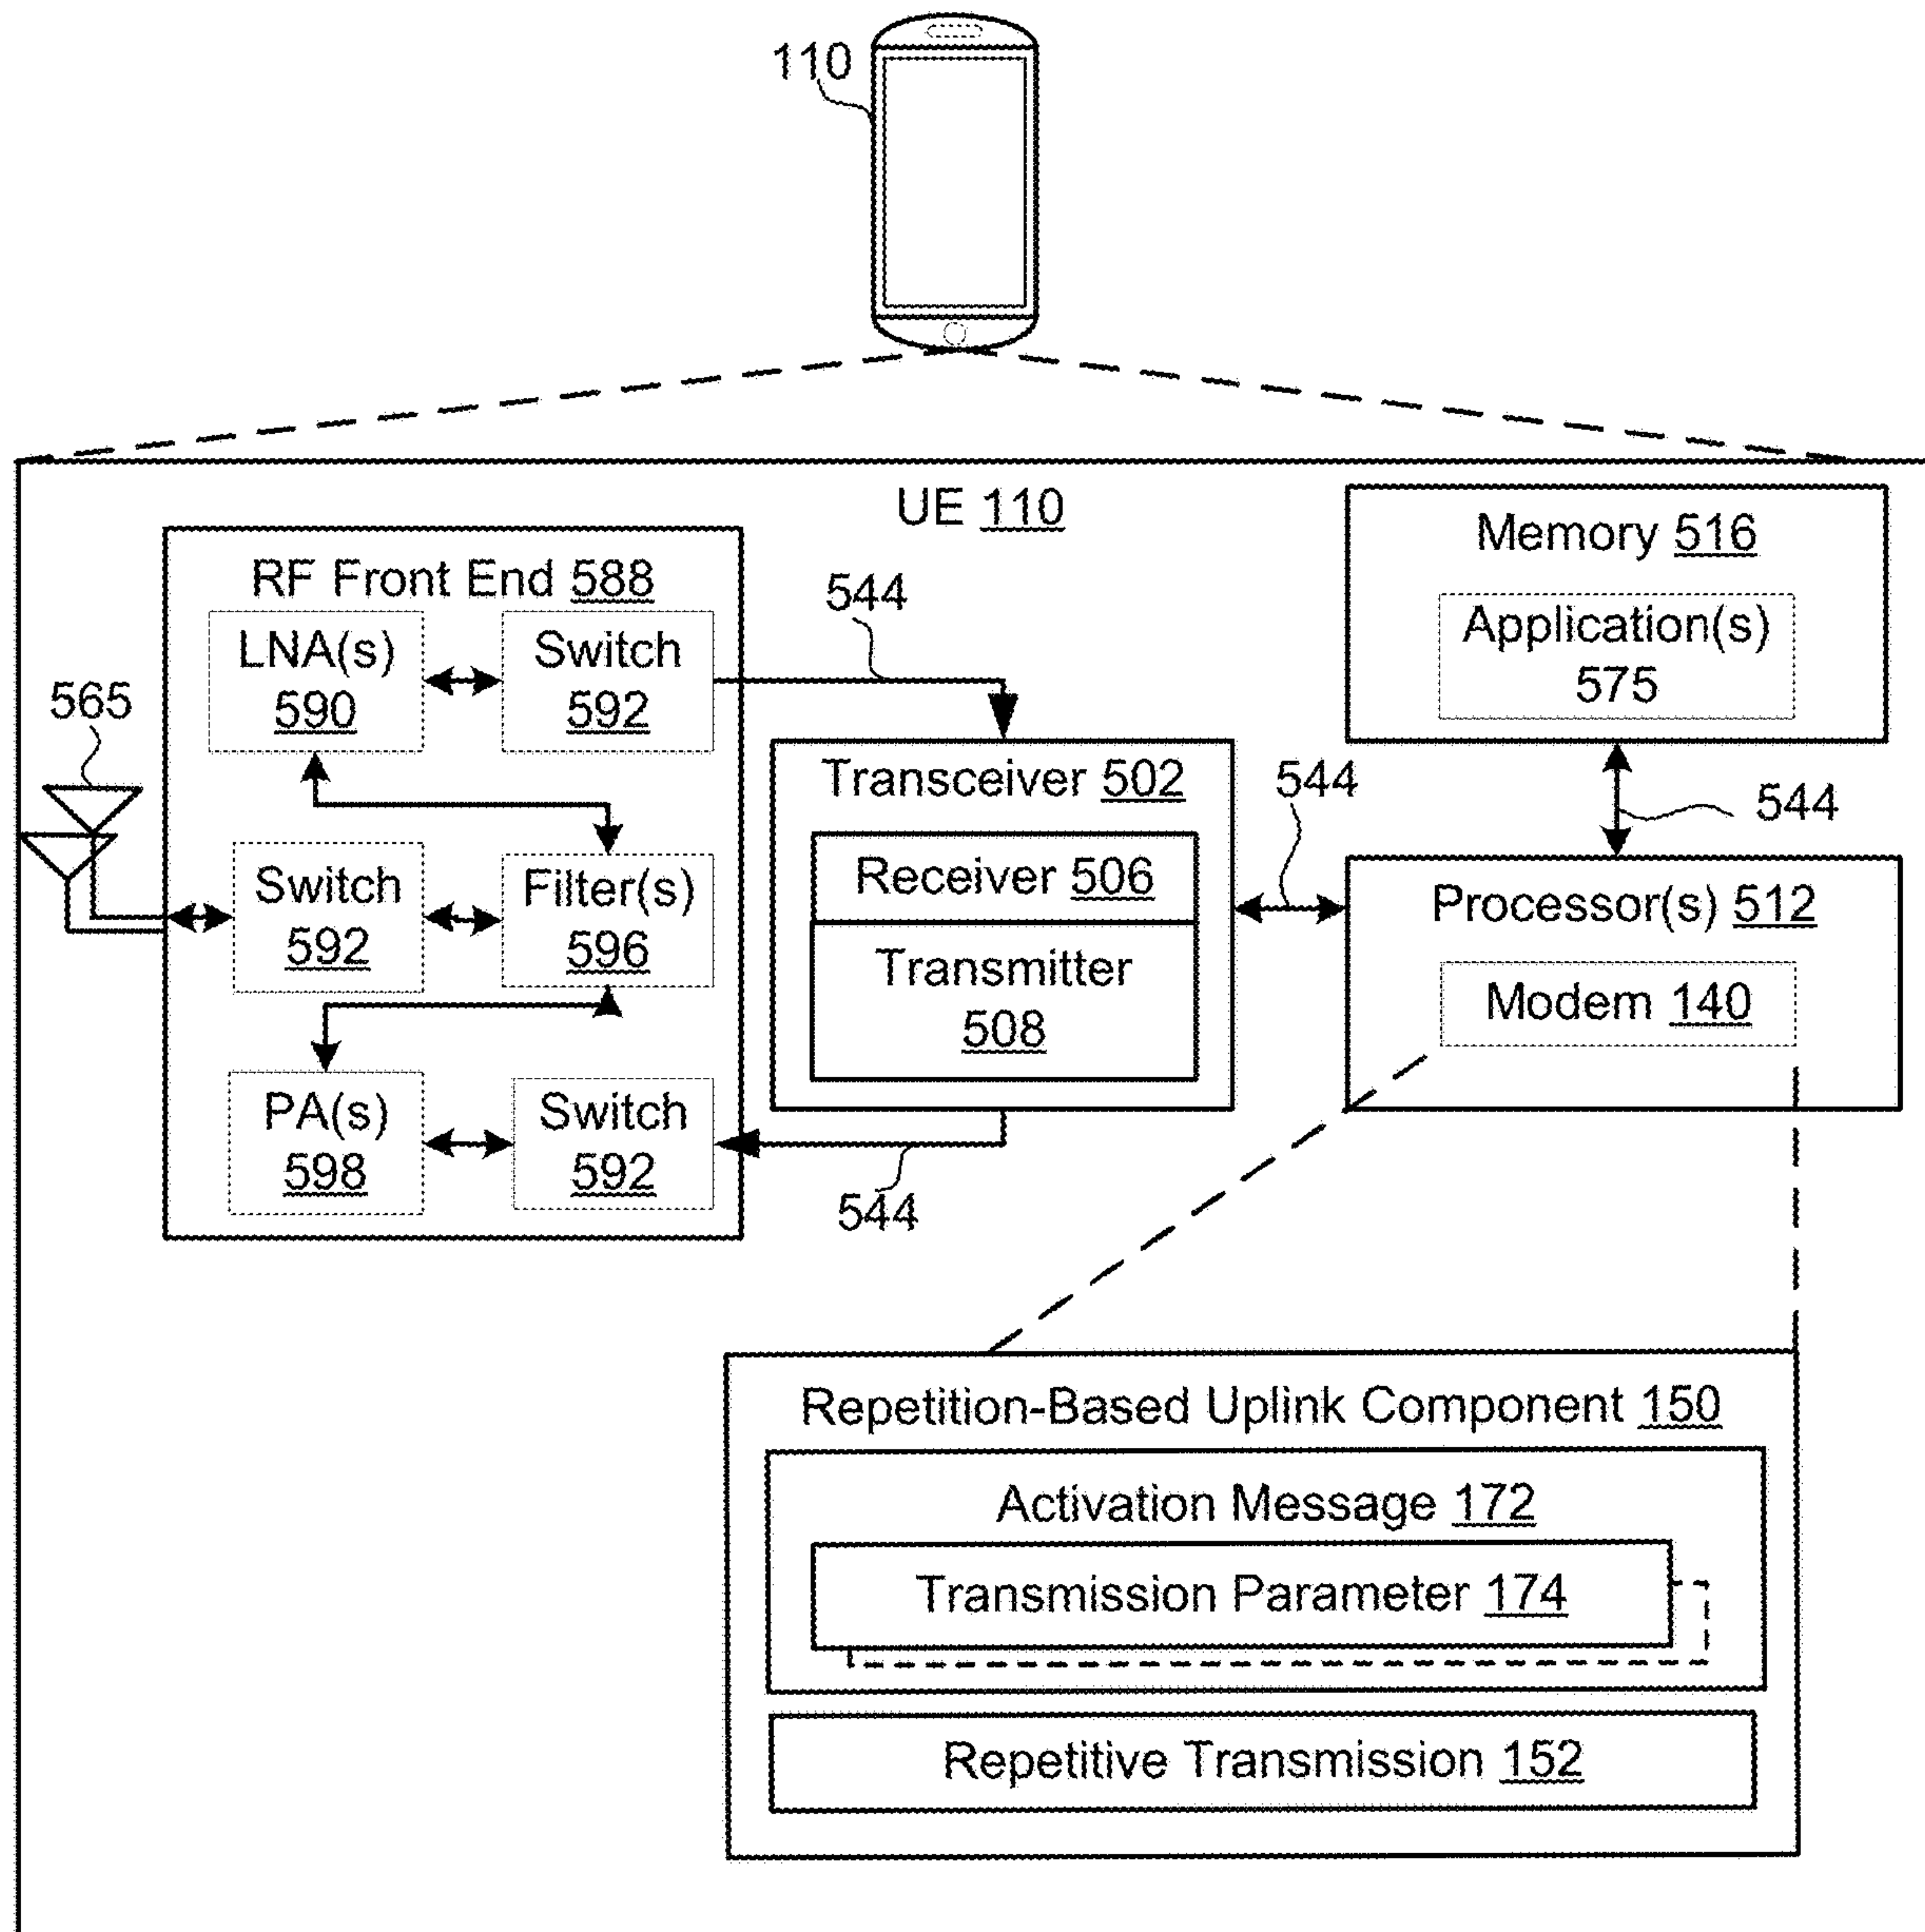 110
UE 110
RF Front End 588
LNA(s)
590
Switch
592
544
565
Switch
592
Filter(s)
596
PA(s)
598
Switch
592
544
Transceiver 502
Receiver 506
Transmitter
508
544
Memory 516
Application(s)
575
544
Processor(s) 512
Modem 140
Repetition-Based Uplink Component 150
Activation Message 172
Transmission Parameter 174
Repetitive Transmission 152